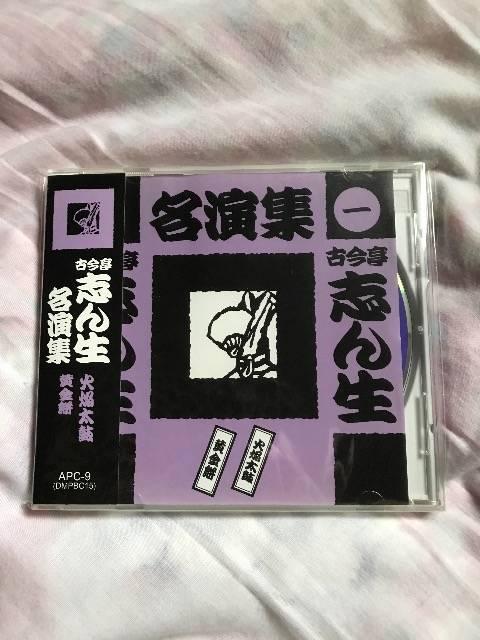 古今亭
志ん生
名演集
火焔太鼓
黄金餅
APC-9
(DMPBC15)
名演集
一
古今亭
志ん生
火焔太鼓
黄金餅